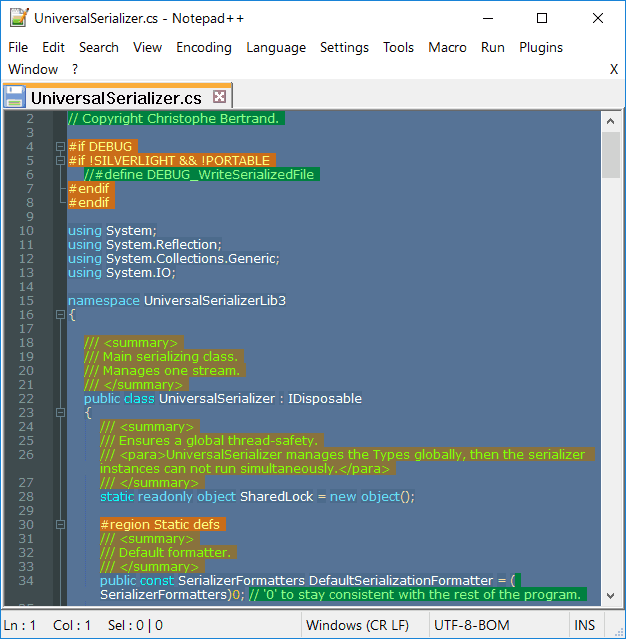 UniversalSerializer.cs - Notepad++
File Edit Search View Encoding Language Settings Tools Macro Run Plugins
Window ? X
UniversalSerializer.cs
2 // Copyright Christophe Bertrand.
3
4 #if DEBUG
5 #if !SILVERLIGHT && !PORTABLE
6 //#define DEBUG_WriteSerializedFile
7 #endif
8 #endif
9
10 using System;
11 using System.Reflection;
12 using System.Collections.Generic;
13 using System.IO;
14
15 namespace UniversalSerializerLib3
16 {
17
18 /// <summary>
19 /// Main serializing class.
20 /// Manages one stream.
21 /// </summary>
22 public class UniversalSerializer : IDisposable
23 {
24 /// <summary>
25 /// Ensures a global thread-safety.
26 /// <para>UniversalSerializer manages the Types globally, then the serializer
instances can not run simultaneously.</para>
27 /// </summary>
28 static readonly object SharedLock = new object();
29
30 #region Static defs
31 /// <summary>
32 /// Default formatter.
33 /// </summary>
34 public const SerializerFormatters DefaultSerializationFormatter = (
SerializerFormatters)0; // '0' to stay consistent with the rest of the program.
Ln : 1 Col : 1 Sel : 0 | 0 Windows (CR LF) UTF-8-BOM INS